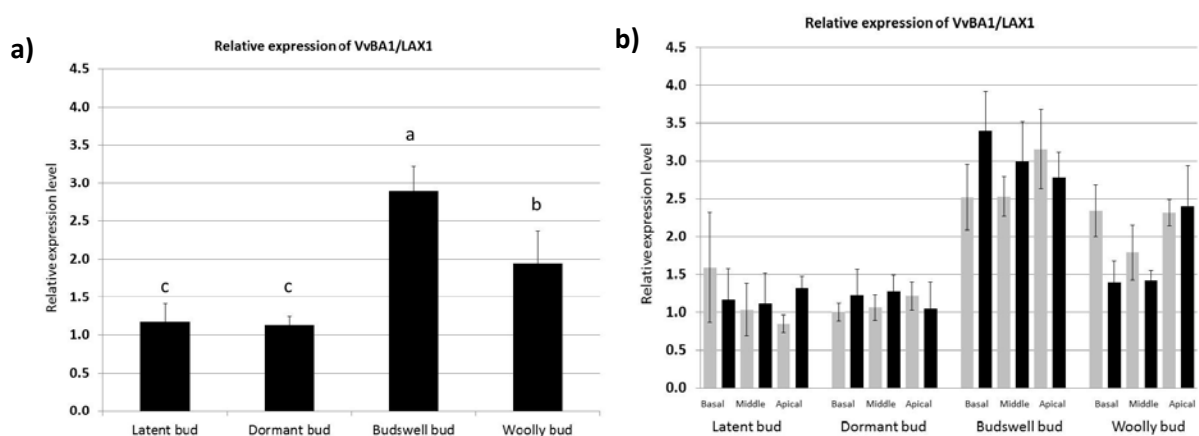 a)
Relative expression of VvBA1/LAX1
Relative expression level
4.5
4.0
3.5
3.0
2.5
2.0
1.5
1.0
0.5
0.0
c
c
a
b
Latent bud Dormant bud Budswell bud Woolly bud
b)
Relative expression of VvBA1/LAX1
Relative expression level
4.5
4.0
3.5
3.0
2.5
2.0
1.5
1.0
0.5
0.0
Basal Middle Apical Basal Middle Apical Basal Middle Apical Basal Middle Apical
Latent bud Dormant bud Budswell bud Woolly bud